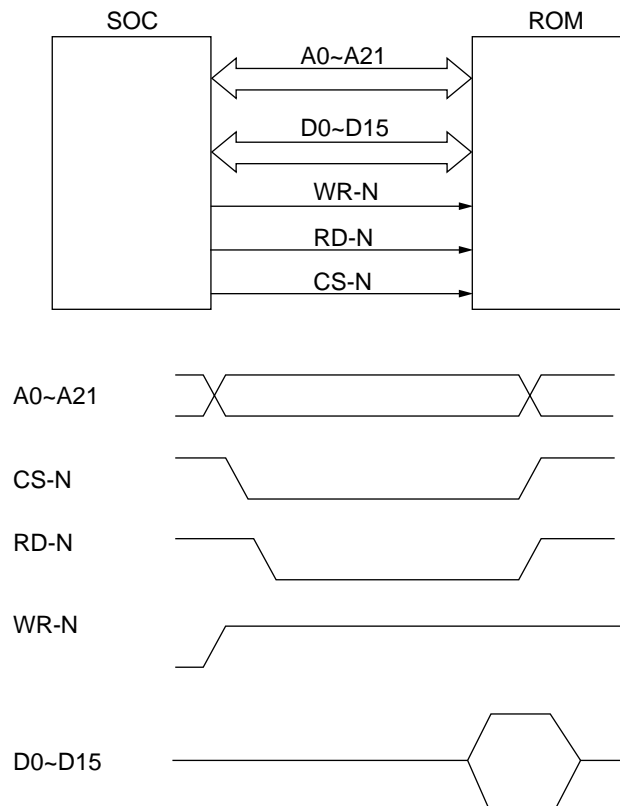 SOC
ROM
A0~A21
D0~D15
WR-N
RD-N
CS-N
A0~A21
CS-N
RD-N
WR-N
D0~D15